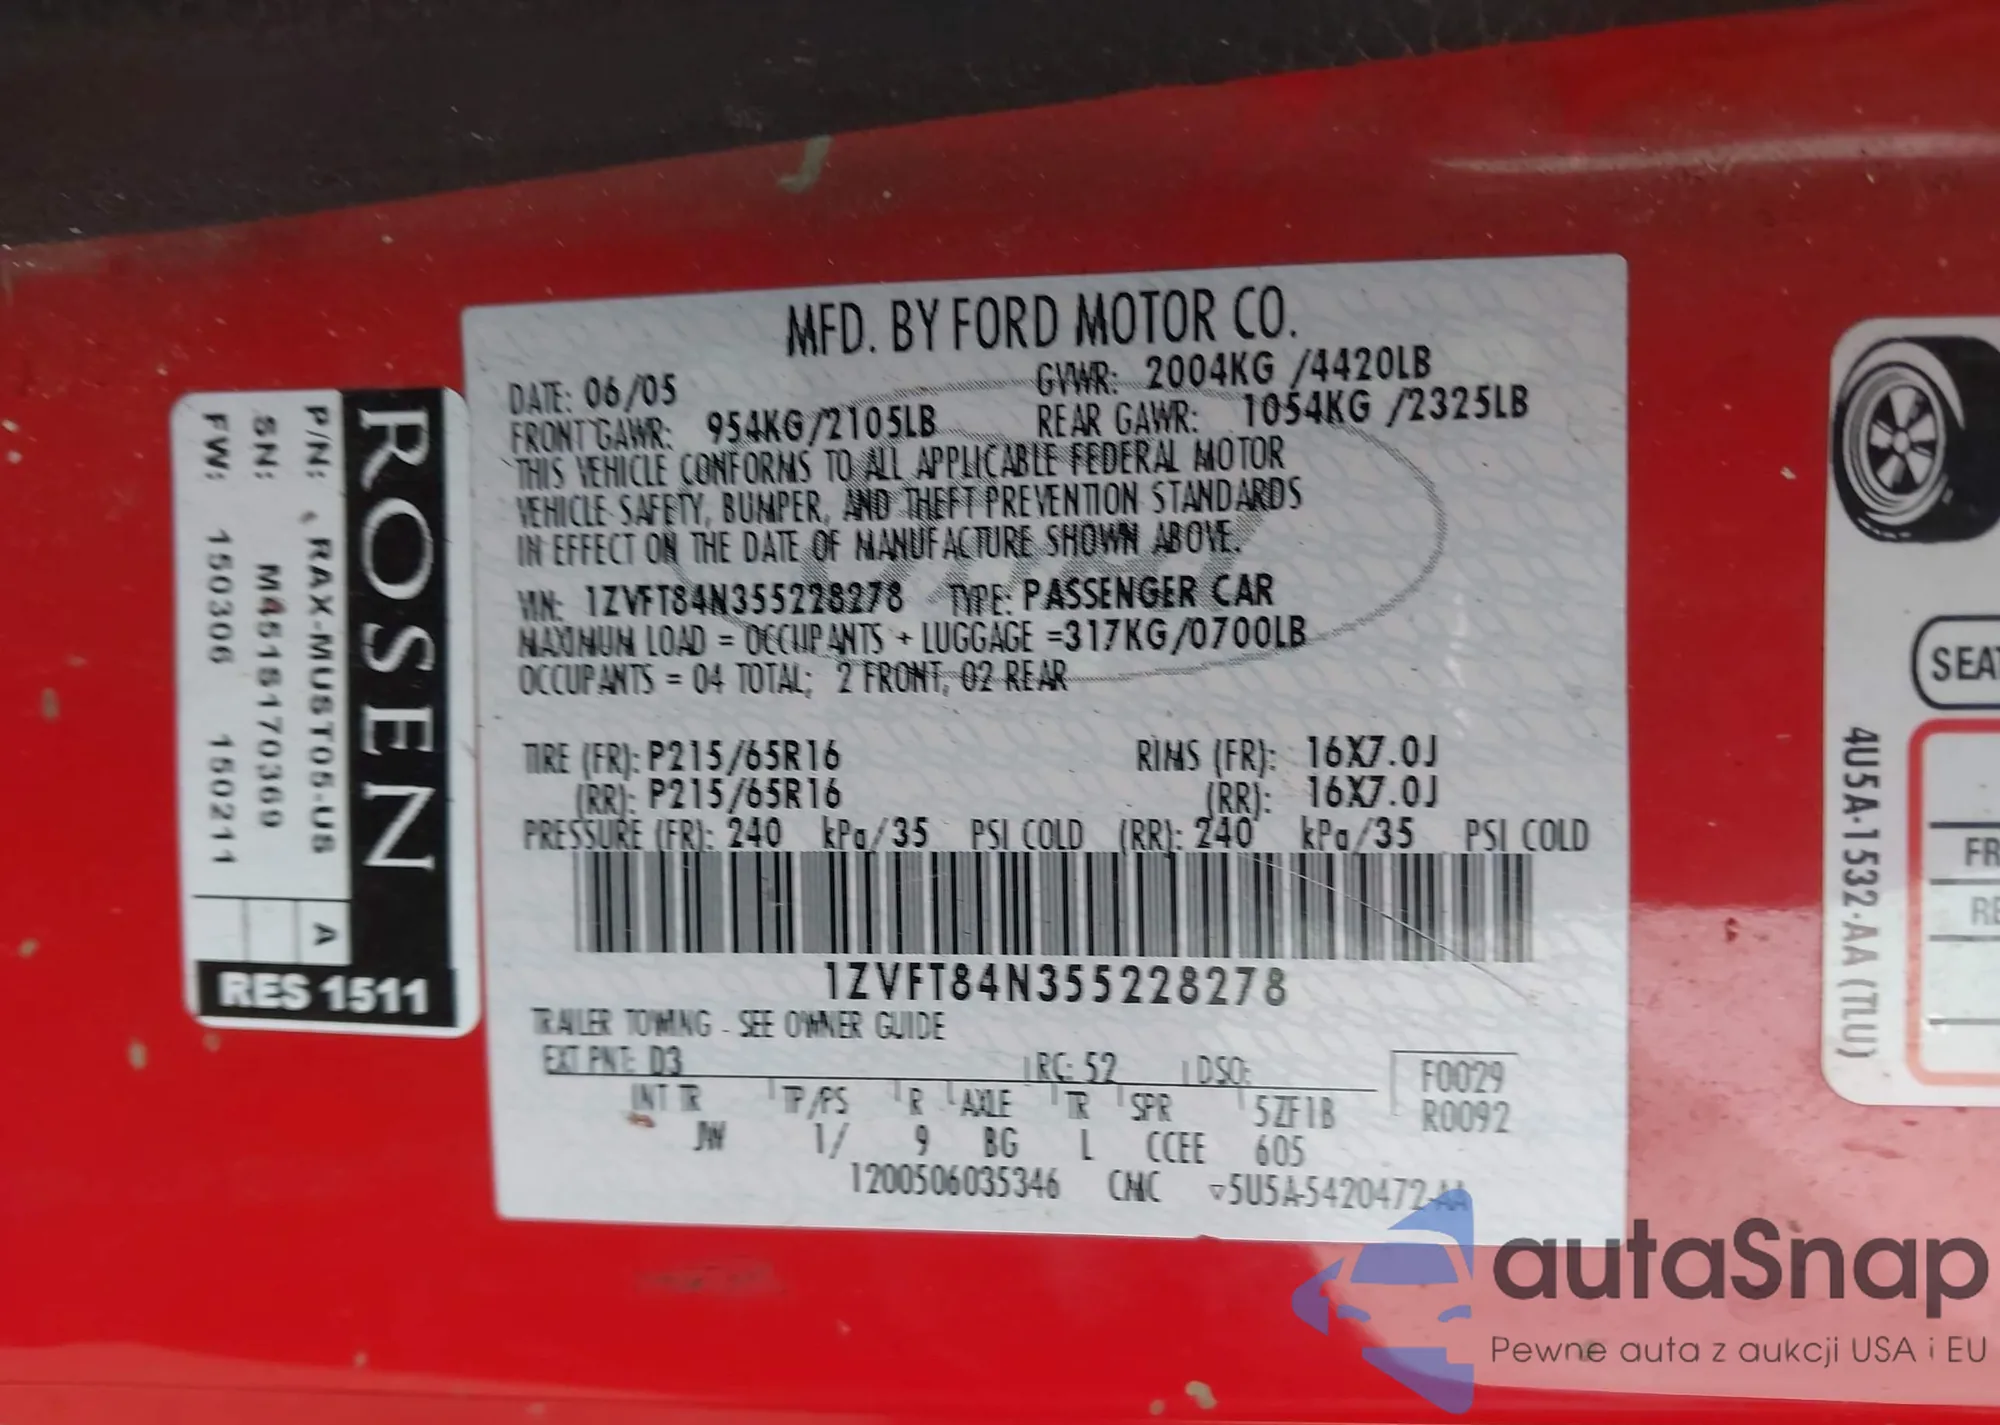 MFD. BY FORD MOTOR CO.
DATE: 06/05
GVWR: 2004KG /4420LB
FRONT GAWR: 954KG/2105LB
REAR GAWR: 1054KG /2325LB
THIS VEHICLE CONFORMS TO ALL APPLICABLE FEDERAL MOTOR
VEHICLE SAFETY, BUMPER, AND THEFT PREVENTION STANDARDS
IN EFFECT ON THE DATE OF MANUFACTURE SHOWN ABOVE.
VIN: 1ZVFT84N355228278 TYPE: PASSENGER CAR
MAXIMUM LOAD = OCCUPANTS + LUGGAGE =317KG/0700LB
OCCUPANTS = 04 TOTAL; 2 FRONT, 02 REAR
TIRE (FR): P215/65R16 RIMS (FR): 16X7.0J
(RR): P215/65R16 (RR): 16X7.0J
PRESSURE (FR): 240 kPa/35 PSI COLD (RR): 240 kPa/35 PSI COLD
1ZVFT84N355228278
TRAILER TOWING - SEE OWNER GUIDE
EXT PNT: D3 RC: 52 DSO: F0029
INT TR TP/PS R AXLE TR SPR 5ZF1B R0092
JW 1/ 9 BG L CCEE 605
1200506035346 CMC ▽5U5A-5420472-AA
ROSEN
P/N: RAX-MUST05-US
SN: M4515170369
FW: 150306 150211
A
RES 1511
4U5A-1532-AA (TLU)
SEAT
FR
RE
autaSnap
Pewne auta z aukcji USA i EU